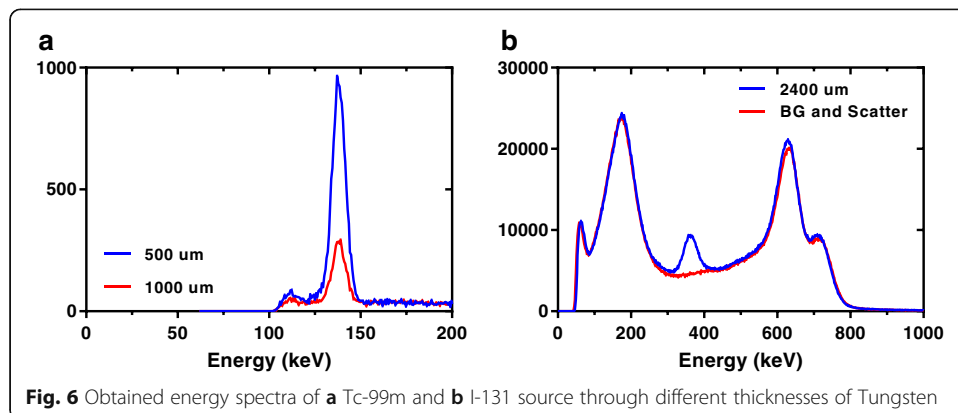 a
1000
500
0
500 um
1000 um
0 50 100 150 200
Energy (keV)
b
30000
20000
10000
0
2400 um
BG and Scatter
0 200 400 600 800 1000
Energy (keV)
Fig. 6 Obtained energy spectra of a Tc-99m and b I-131 source through different thicknesses of Tungsten